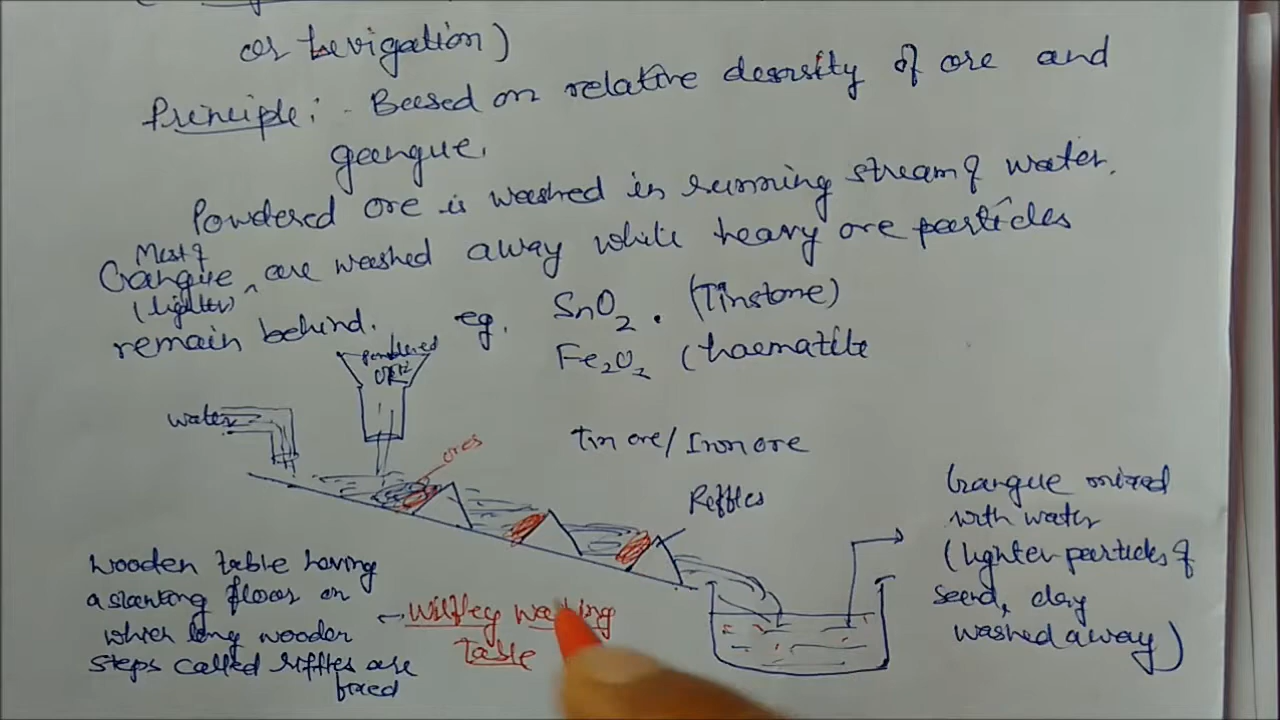 or Levigation)
Principle:- Based on relative density of ore and
gangue.
Powdered ore is washed in running stream of water.
Most of
Gangue are washed away while heavy ore particles
(lighter)
remain behind. eg. SnO2. (Tinstone)
Fe2O2 (haematite
powdered
ore
water
ores
Tin ore/Iron ore
Reffles
Gangue mixed
with water
(lighter particles of
sand, clay
washed away)
wooden table having
a slanting floor on
which long wooden
steps called riffles are
fixed
Wilfley washing
table